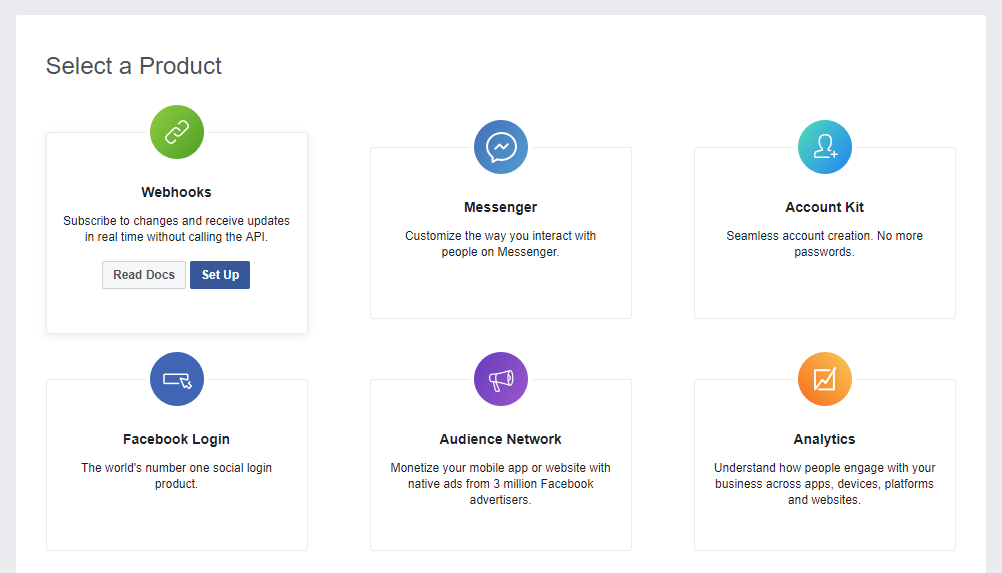 Select a Product
Webhooks
Subscribe to changes and receive updates
in real time without calling the API.
Read Docs
Set Up
Messenger
Customize the way you interact with
people on Messenger.
Account Kit
Seamless account creation. No more
passwords.
Facebook Login
The world's number one social login
product.
Audience Network
Monetize your mobile app or website with
native ads from 3 million Facebook
advertisers.
Analytics
Understand how people engage with your
business across apps, devices, platforms
and websites.